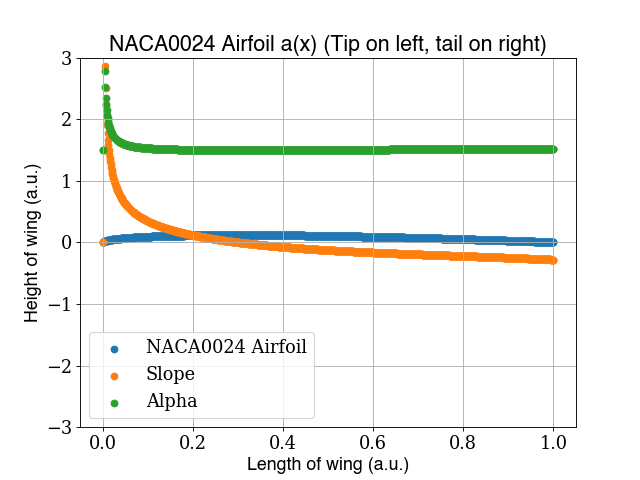 NACA0024 Airfoil a(x) (Tip on left, tail on right)
Height of wing (a.u.)
3
2
1
0
−1
−2
−3
NACA0024 Airfoil
Slope
Alpha
0.0 0.2 0.4 0.6 0.8 1.0
Length of wing (a.u.)